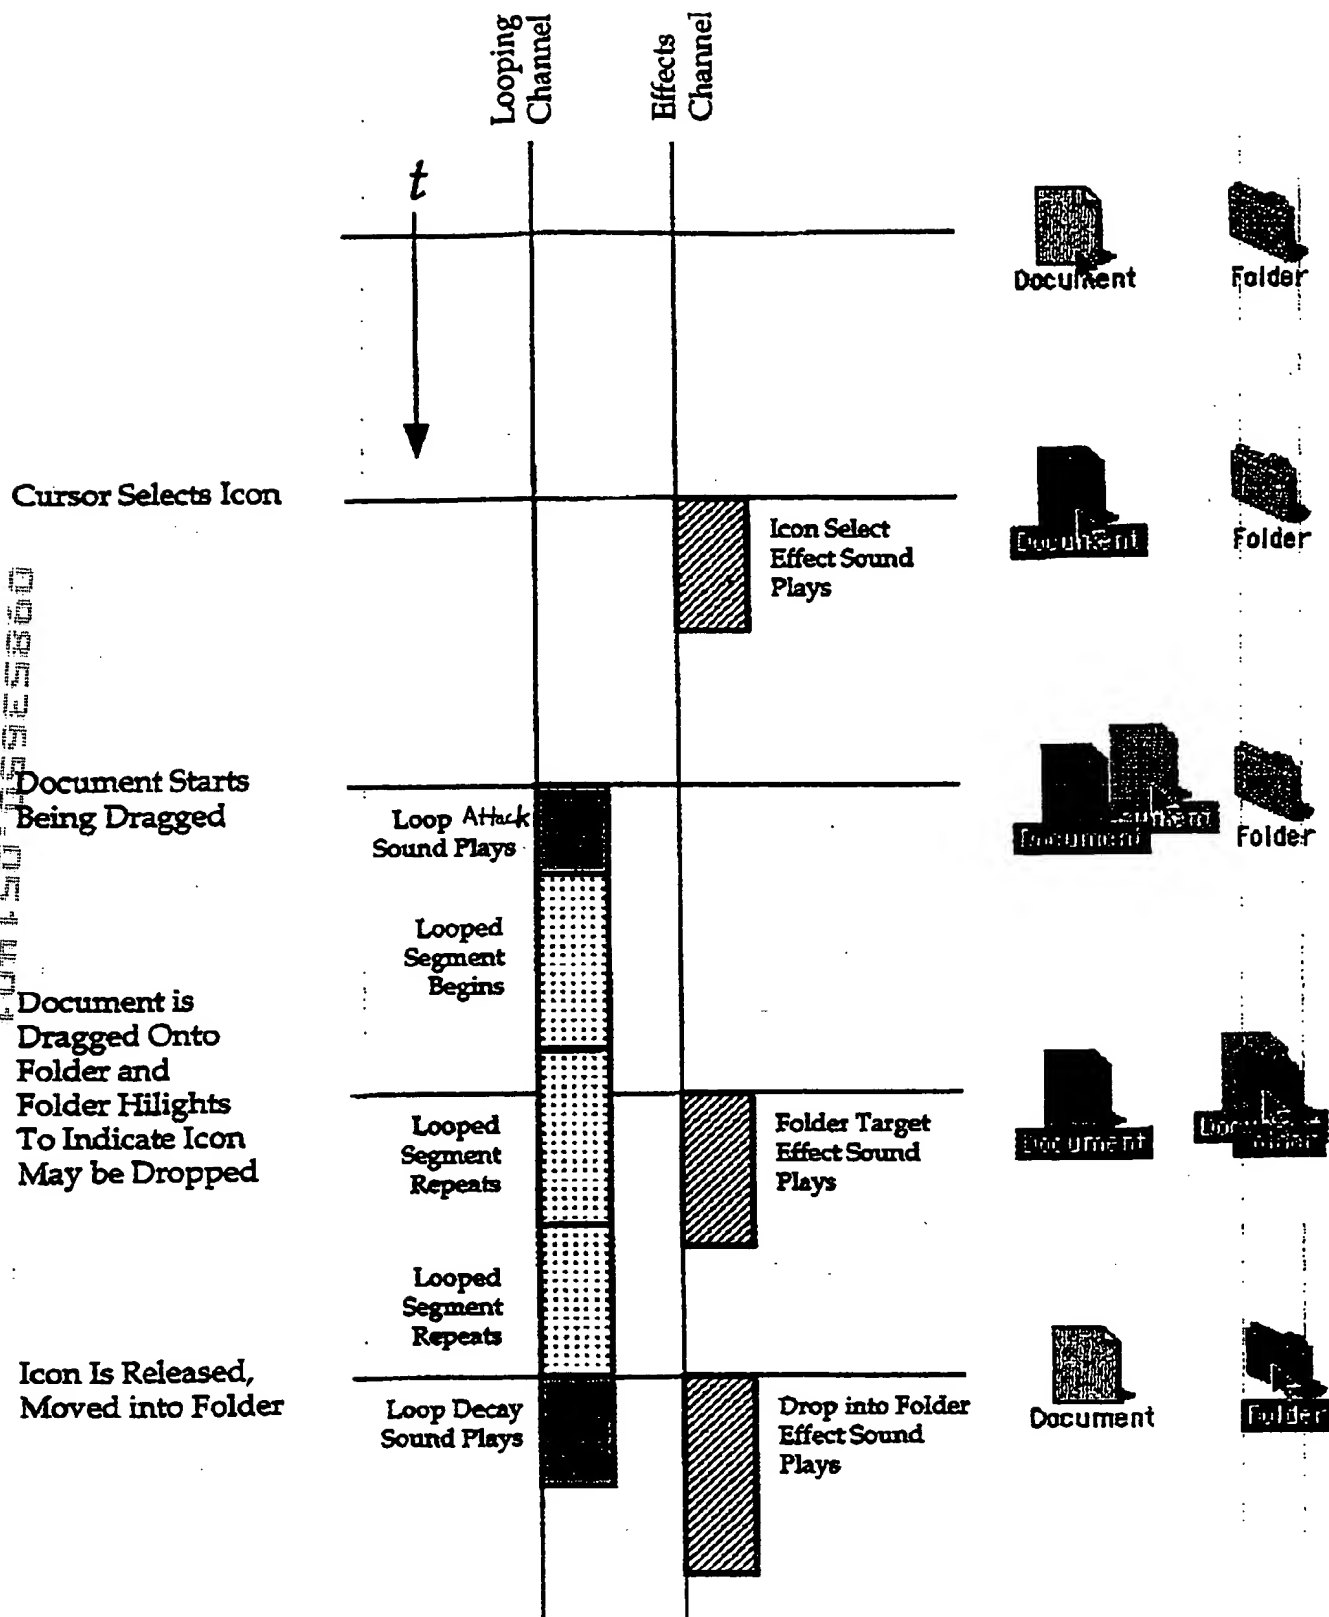 Looping
Channel
Effects
Channel
t
Document
Folder
Cursor Selects Icon
Icon Select
Effect Sound
Plays
Document
Folder
Document Starts
Being Dragged
Loop Attack
Sound Plays
Document
Folder
Looped
Segment
Begins
Document is
Dragged Onto
Folder and
Folder Hilights
To Indicate Icon
May be Dropped
Looped
Segment
Repeats
Folder Target
Effect Sound
Plays
Document
Looped
Segment
Repeats
Icon Is Released,
Moved into Folder
Loop Decay
Sound Plays
Drop into Folder
Effect Sound
Plays
Document
Folder